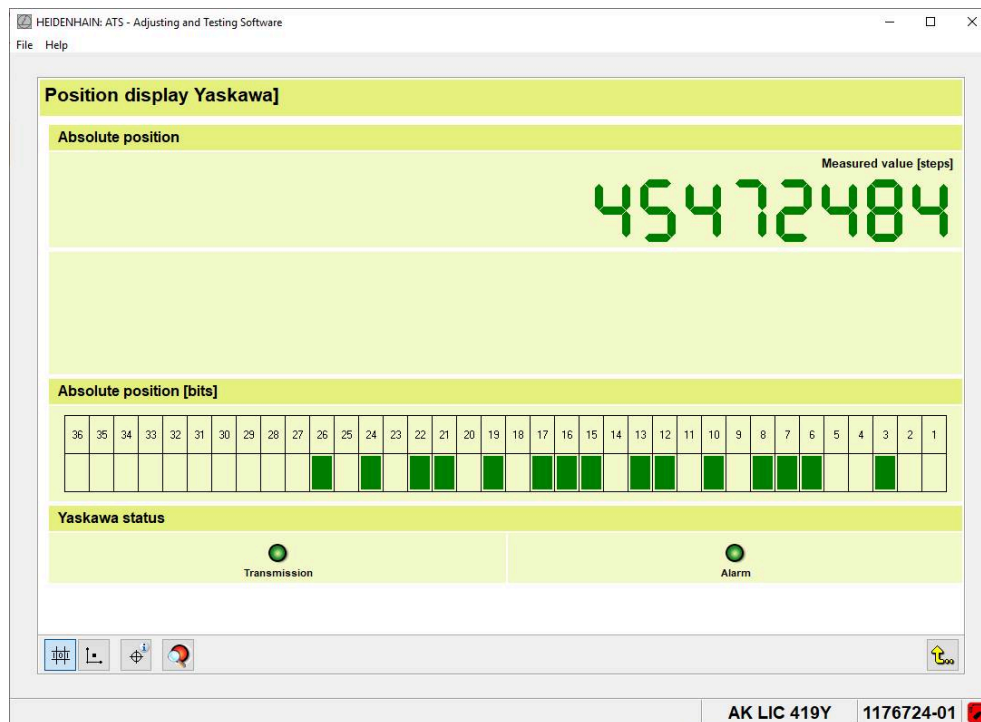 HEIDENHAIN: ATS - Adjusting and Testing Software
File Help
Position display Yaskawa]
Absolute position
Measured value [steps]
45472484
Absolute position [bits]
36 35 34 33 32 31 30 29 28 27 26 25 24 23 22 21 20 19 18 17 16 15 14 13 12 11 10 9 8 7 6 5 4 3 2 1
Yaskawa status
Transmission Alarm
AK LIC 419Y 1176724-01